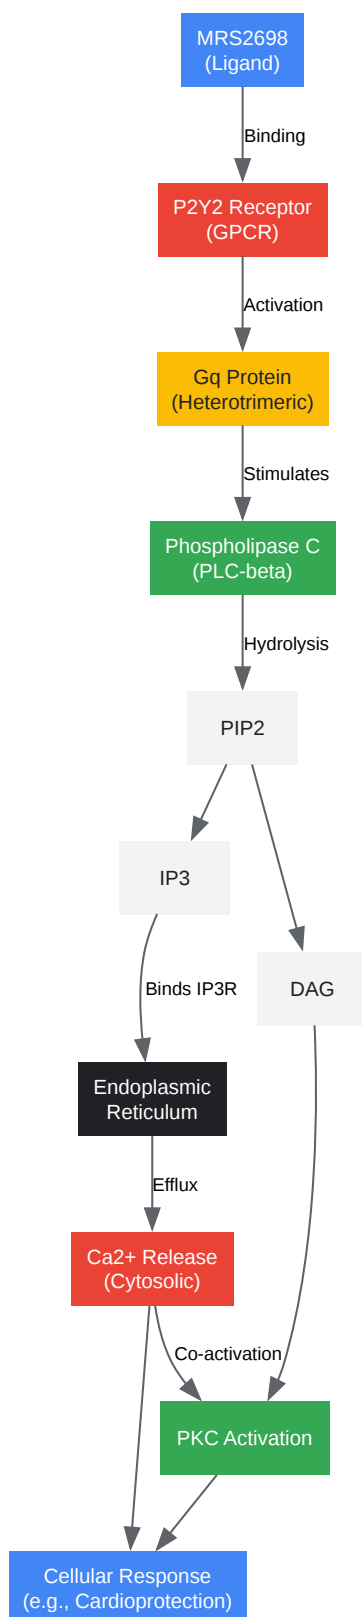 MRS2698
(Ligand)
Binding
P2Y2 Receptor
(GPCR)
Activation
Gq Protein
(Heterotrimeric)
Stimulates
Phospholipase C
(PLC-beta)
Hydrolysis
PIP2
IP3
DAG
Binds IP3R
Endoplasmic
Reticulum
Efflux
Ca2+ Release
(Cytosolic)
Co-activation
PKC Activation
Cellular Response
(e.g., Cardioprotection)